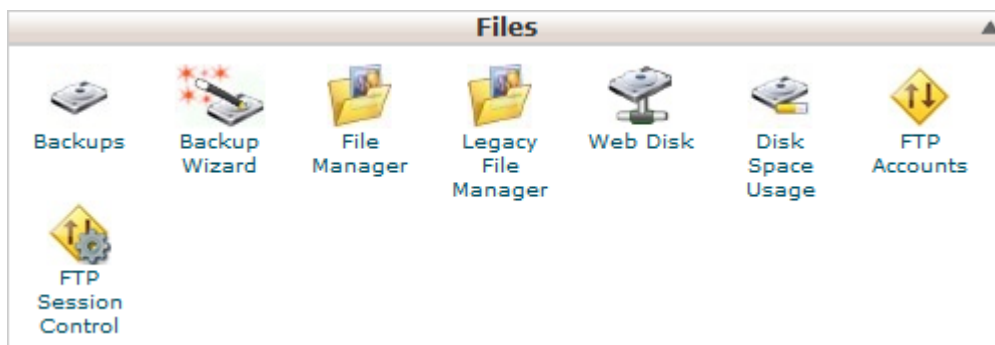 Files
Backups
Backup
Wizard
File
Manager
Legacy
File
Manager
Web Disk
Disk
Space
Usage
FTP
Accounts
FTP
Session
Control